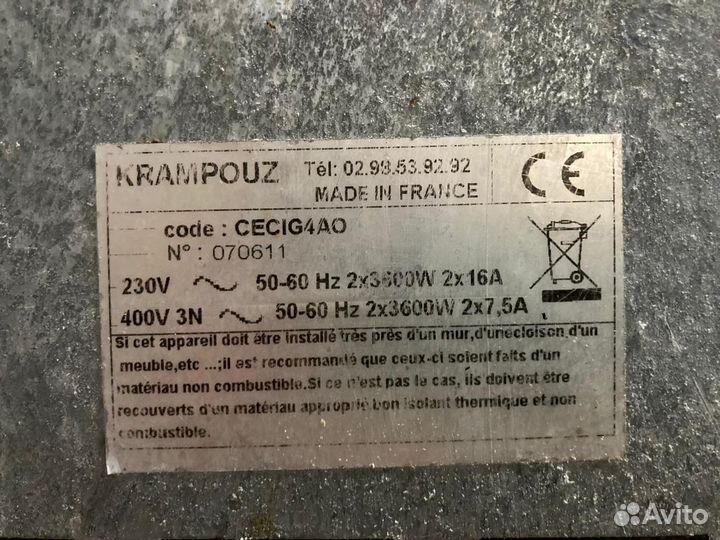 KRAMPOUZ Tél: 02.98.53.92.92
MADE IN FRANCE
CE
code : CECIG4AO
N° : 070611
230V ~ 50-60 Hz 2x3600W 2x16A
400V 3N ~ 50-60 Hz 2x3600W 2x7,5A
Si cet appareil doit être installé très près d'un mur,d'unecloison d'un
meuble,etc ...;il est recommandé que ceux-ci soient faits d'un
matériau non combustible.Si ce n'est pas le cas, ils doivent être
recouverts d'un matériau approprié bon isolant thermique et non
combustible.
Avito